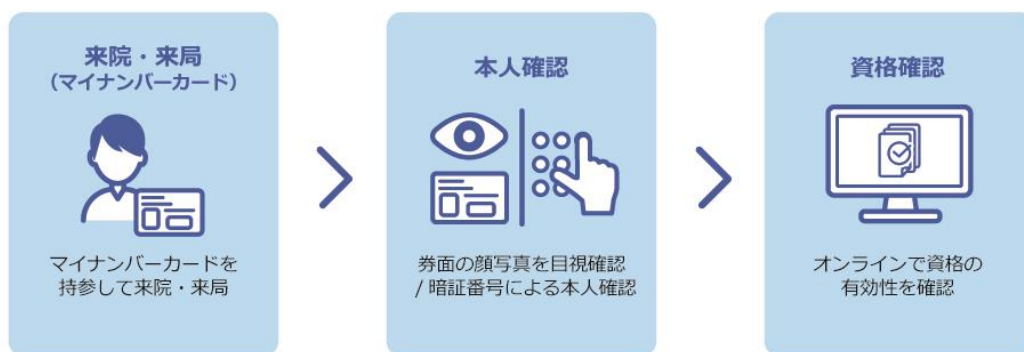 来院・来局
（マイナンバーカード）
マイナンバーカードを
持参して来院・来局
本人確認
券面の顔写真を目視確認
/ 暗証番号による本人確認
資格確認
オンラインで資格の
有効性を確認